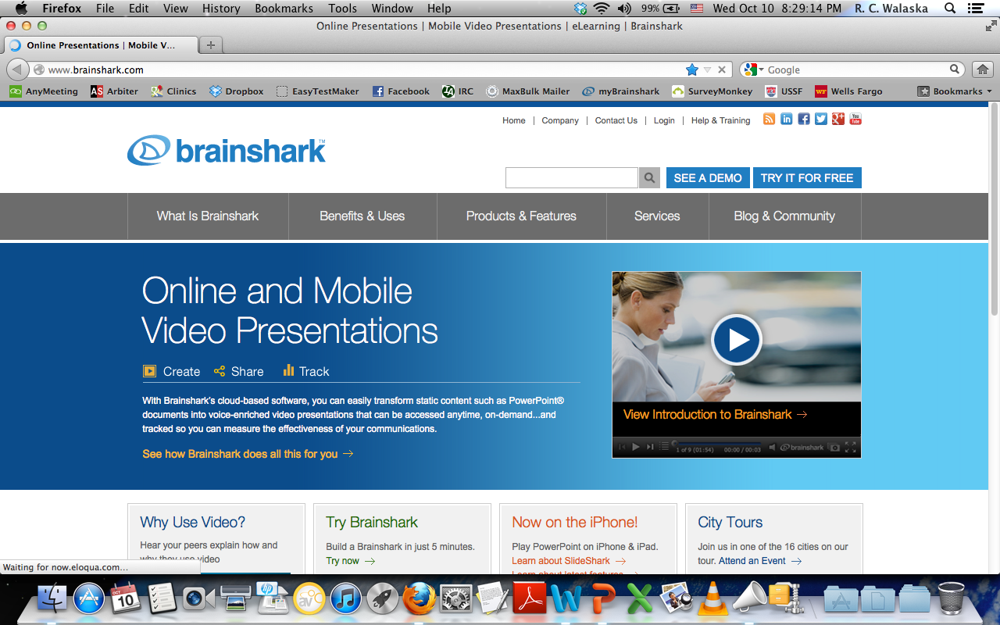 Firefox File Edit View History Bookmarks Tools Window Help 99% Wed Oct 10 8:29:14 PM R. C. Walaska
Online Presentations | Mobile Video Presentations | eLearning | Brainshark
Online Presentations | Mobile V... +
www.brainshark.com Google
AnyMeeting AS Arbiter Clinics Dropbox EasyTestMaker Facebook IRC MaxBulk Mailer myBrainshark SurveyMonkey USSF WF Wells Fargo Bookmarks
Home | Company | Contact Us | Login | Help & Training
brainshark™
SEE A DEMO TRY IT FOR FREE
What Is Brainshark Benefits & Uses Products & Features Services Blog & Community
Online and Mobile
Video Presentations
Create Share Track
With Brainshark's cloud-based software, you can easily transform static content such as PowerPoint®
documents into voice-enriched video presentations that can be accessed anytime, on-demand...and
tracked so you can measure the effectiveness of your communications.
See how Brainshark does all this for you →
View Introduction to Brainshark →
1 of 9 (01:54) 00:00 / 00:03 brainshark
Why Use Video?
Hear your peers explain how and
why they use video
Try Brainshark
Build a Brainshark in just 5 minutes.
Try now →
Now on the iPhone!
Play PowerPoint on iPhone & iPad.
Learn about SlideShark →
Learn about latest features
City Tours
Join us in one of the 16 cities on our
tour. Attend an Event →
Waiting for now.eloqua.com...
OCT
10
hp
av